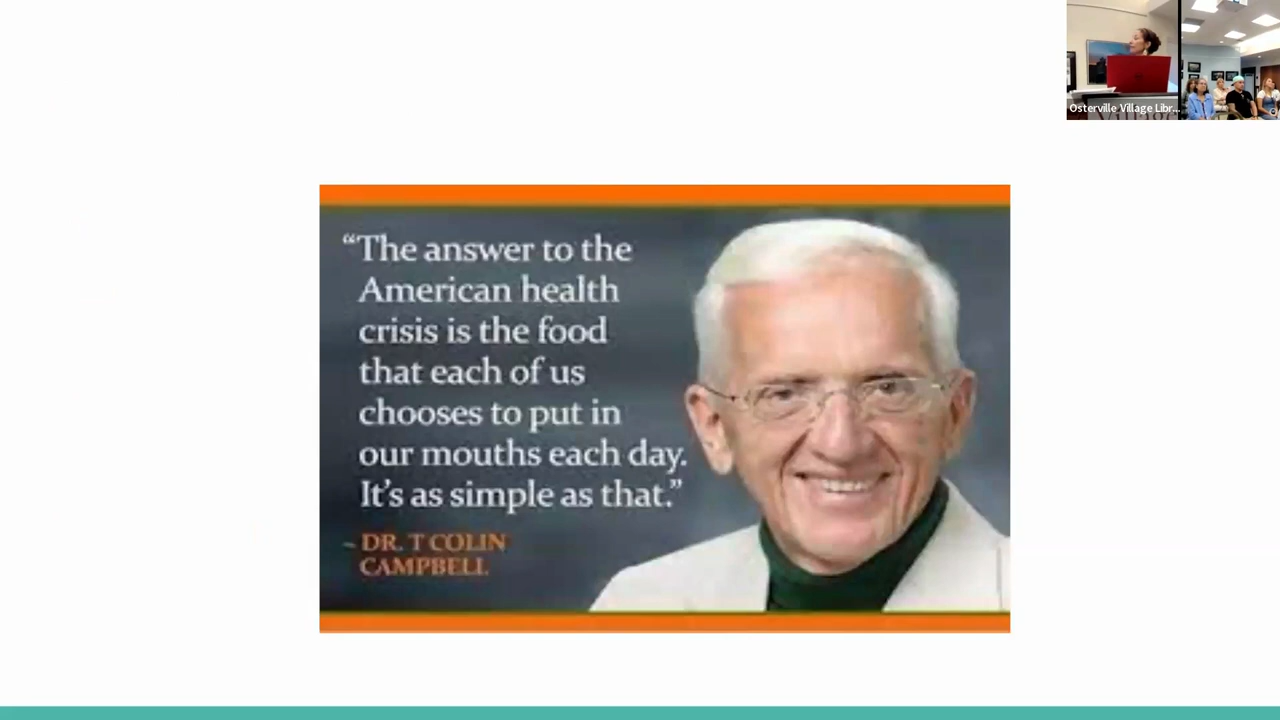 Osterville Village Libr...
“The answer to the
American health
crisis is the food
that each of us
chooses to put in
our mouths each day.
It’s as simple as that.”
– DR. T COLIN
CAMPBELL